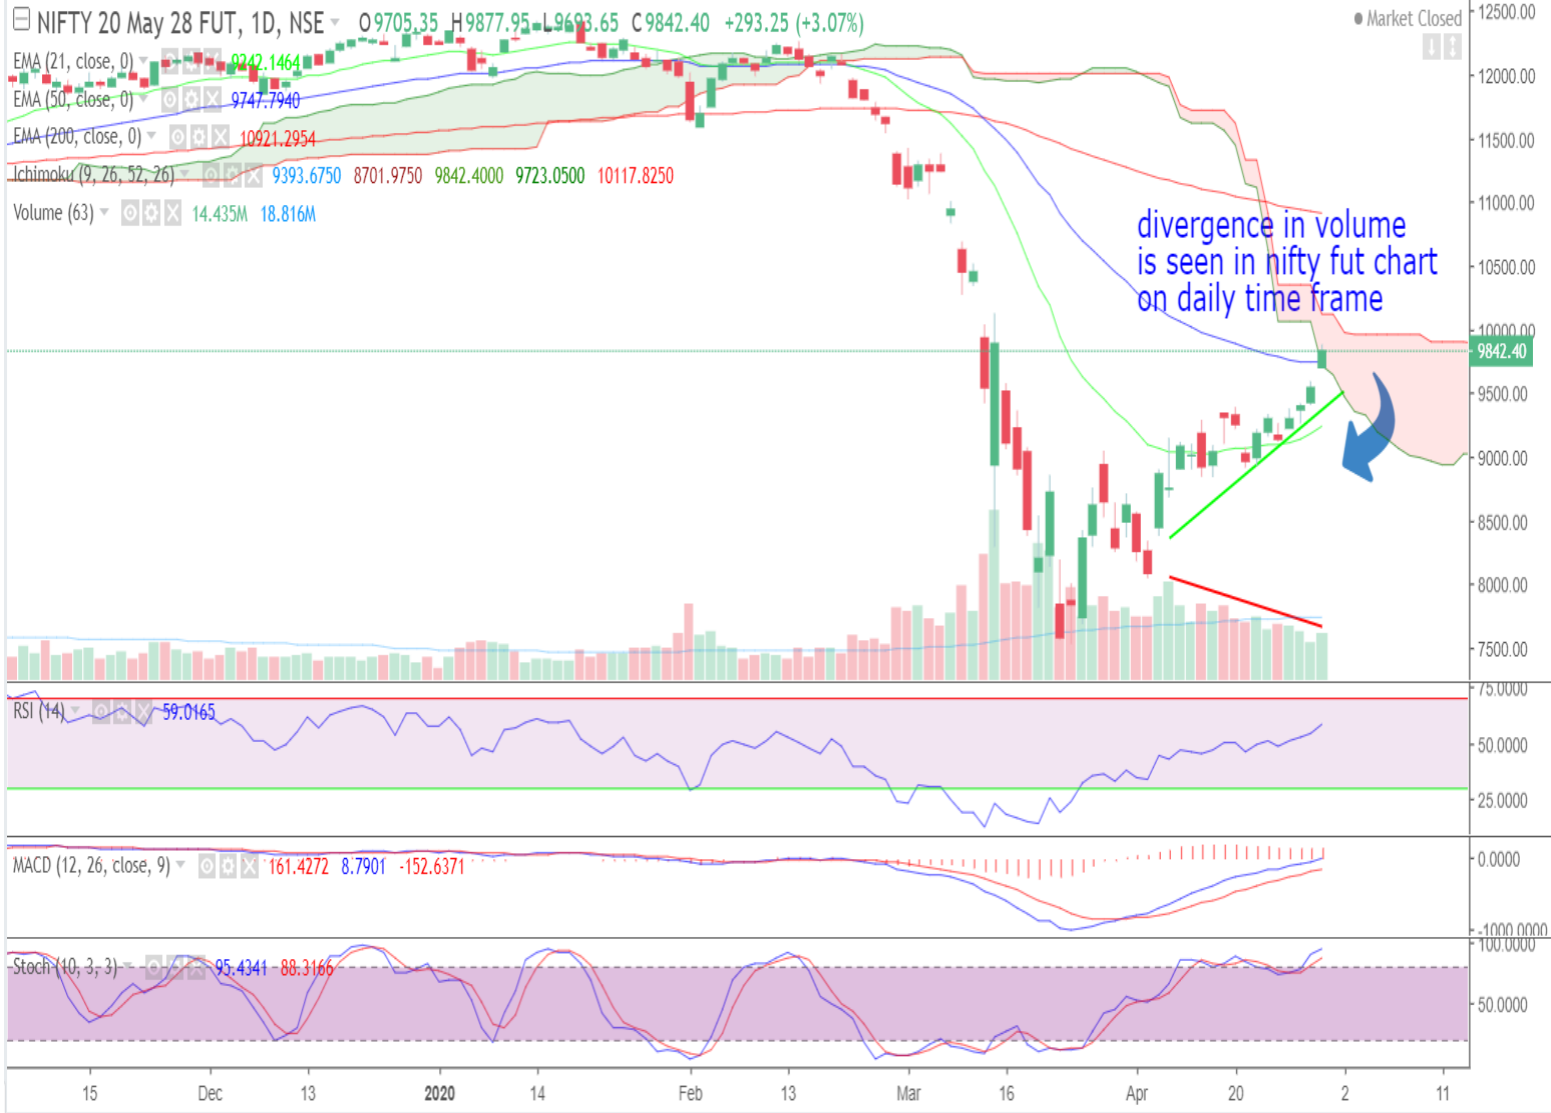 NIFTY 20 May 28 FUT, 1D, NSE O9705.35 H9877.95 L9693.65 C9842.40 +293.25 (+3.07%)
Market Closed
EMA (21, close, 0) 9242.1464
EMA (50, close, 0) 9747.7940
EMA (200, close, 0) 10921.2954
Ichimoku (9, 26, 52, 26) 9393.6750 8701.9750 9842.4000 9723.0500 10117.8250
Volume (63) 14.435M 18.816M
divergence in volume
is seen in nifty fut chart
on daily time frame
12500.00
12000.00
11500.00
11000.00
10500.00
10000.00
9842.40
9500.00
9000.00
8500.00
8000.00
7500.00
RSI (14) 59.0165
75.0000
50.0000
25.0000
MACD (12, 26, close, 9) 161.4272 8.7901 -152.6371
0.0000
-1000.0000
Stoch (10, 3, 3) 95.4341 88.3166
100.0000
50.0000
15 Dec 13 2020 14 Feb 13 Mar 16 Apr 20 2 11